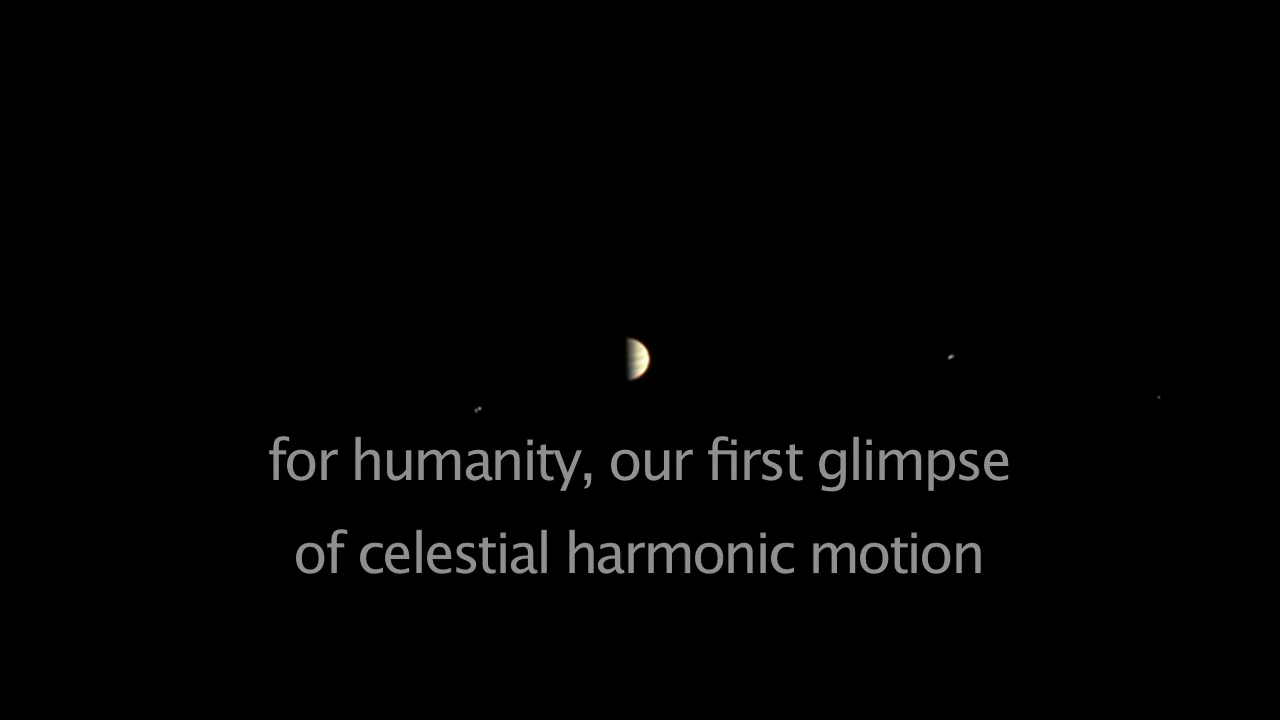 for humanity, our first glimpse
of celestial harmonic motion